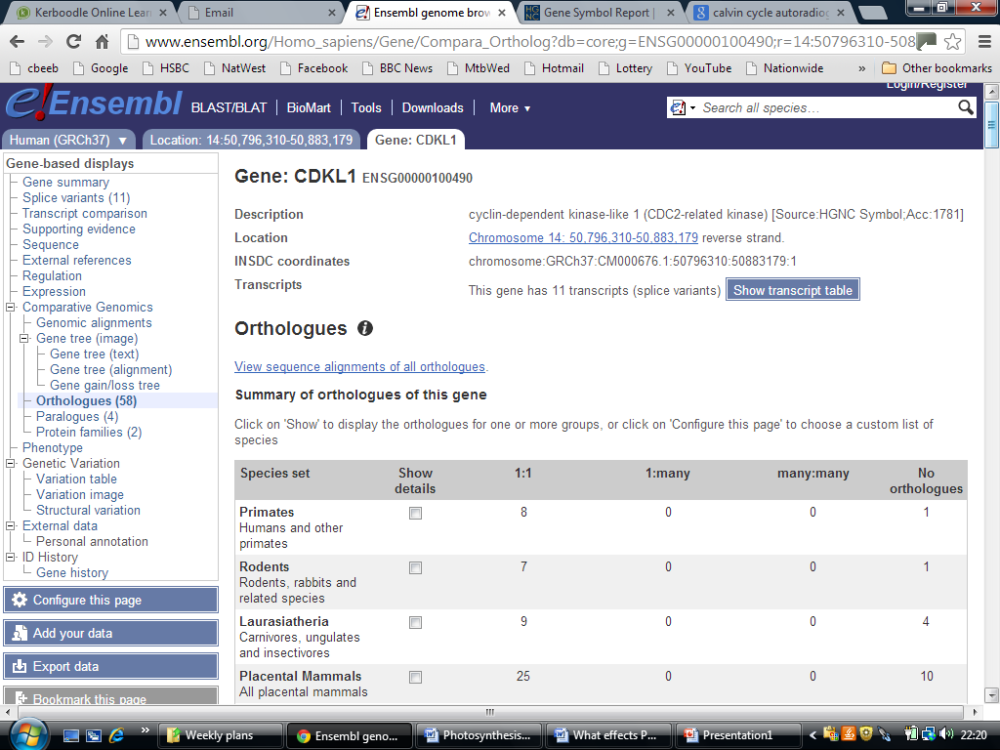 Kerboodle Online Lear
Email
Ensembl genome brow
Gene Symbol Report |
calvin cycle autoradiog
www.ensembl.org/Homo_sapiens/Gene/Compara_Ortholog?db=core;g=ENSG00000100490;r=14:50796310-508
cbeeb Google HSBC NatWest Facebook BBC News MtbWed Hotmail Lottery YouTube Nationwide » Other bookmarks
Login/Register
e!Ensembl BLAST/BLAT BioMart Tools Downloads More ▼ Search all species...
Human (GRCh37) ▼ Location: 14:50,796,310-50,883,179 Gene: CDKL1
Gene-based displays
Gene summary
Splice variants (11)
Transcript comparison
Supporting evidence
Sequence
External references
Regulation
Expression
Comparative Genomics
Genomic alignments
Gene tree (image)
Gene tree (text)
Gene tree (alignment)
Gene gain/loss tree
Orthologues (58)
Paralogues (4)
Protein families (2)
Phenotype
Genetic Variation
Variation table
Variation image
Structural variation
External data
Personal annotation
ID History
Gene history
Configure this page
Add your data
Export data
Bookmark this page
Gene: CDKL1 ENSG00000100490
Description cyclin-dependent kinase-like 1 (CDC2-related kinase) [Source:HGNC Symbol;Acc:1781]
Location Chromosome 14: 50,796,310-50,883,179 reverse strand.
INSDC coordinates chromosome:GRCh37:CM000676.1:50796310:50883179:1
Transcripts This gene has 11 transcripts (splice variants) Show transcript table
Orthologues i
View sequence alignments of all orthologues.
Summary of orthologues of this gene
Click on 'Show' to display the orthologues for one or more groups, or click on 'Configure this page' to choose a custom list of
species
Species set Show details 1:1 1:many many:many No orthologues
Primates 8 0 0 1
Humans and other
primates
Rodents 7 0 0 1
Rodents, rabbits and
related species
Laurasiatheria 9 0 0 4
Carnivores, ungulates
and insectivores
Placental Mammals 25 0 0 10
All placental mammals
» Weekly plans Ensembl geno... Photosynthesis... What effects P... Presentation1 22:20